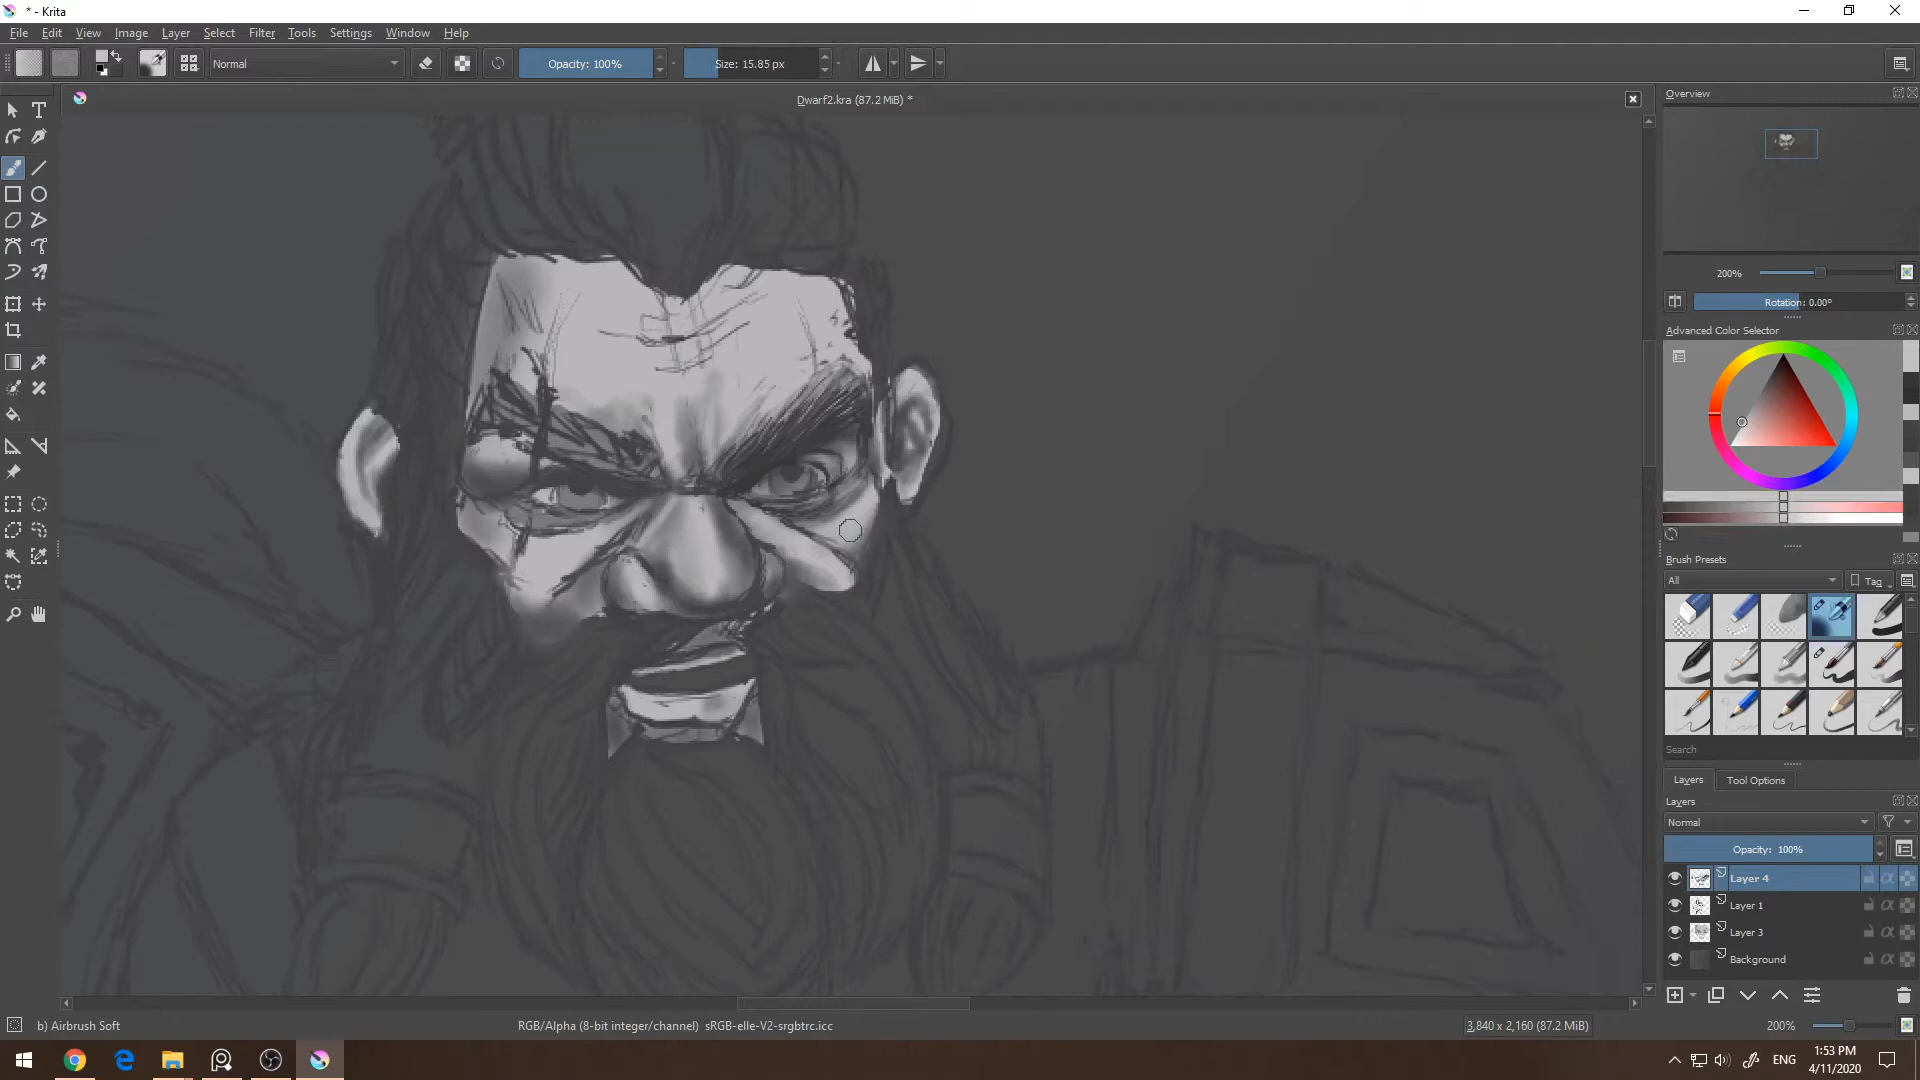 * - Krita
File Edit View Image Layer Select Filter Tools Settings Window Help
Normal Opacity: 100% Size: 15.85 px
Dwarf2.kra (87.2 MiB) *
Overview
200%
Rotation: 0.00°
Advanced Color Selector
Brush Presets
All Tag
Search
Layers Tool Options
Layers
Normal
Opacity: 100%
Layer 4
Layer 1
Layer 3
Background
b) Airbrush Soft RGB/Alpha (8-bit integer/channel) sRGB-elle-V2-srgbtrc.icc 3,840 x 2,160 (87.2 MiB) 200%
ENG 1:53 PM
4/11/2020